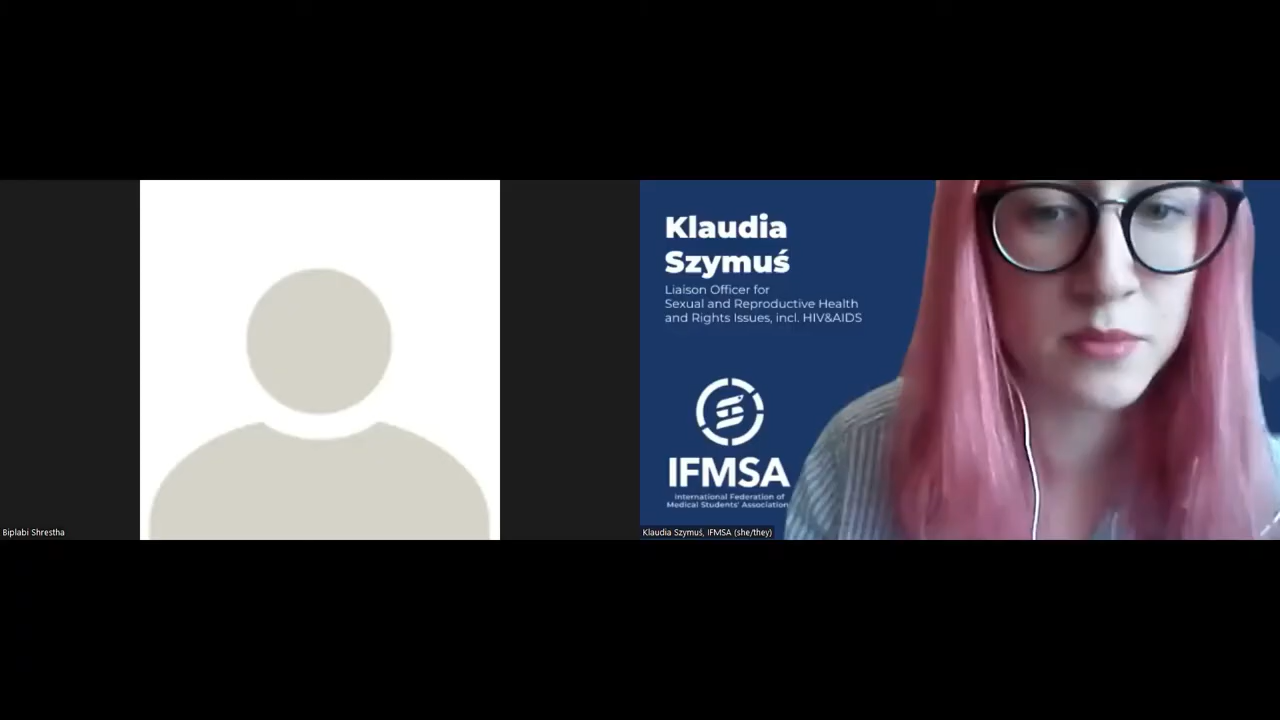 Biplabi Shrestha
Klaudia
Szymuś
Liaison Officer for
Sexual and Reproductive Health
and Rights Issues, incl. HIV&AIDS
IFMSA
International Federation of
Medical Students' Association
Klaudia Szymuś, IFMSA (she/they)